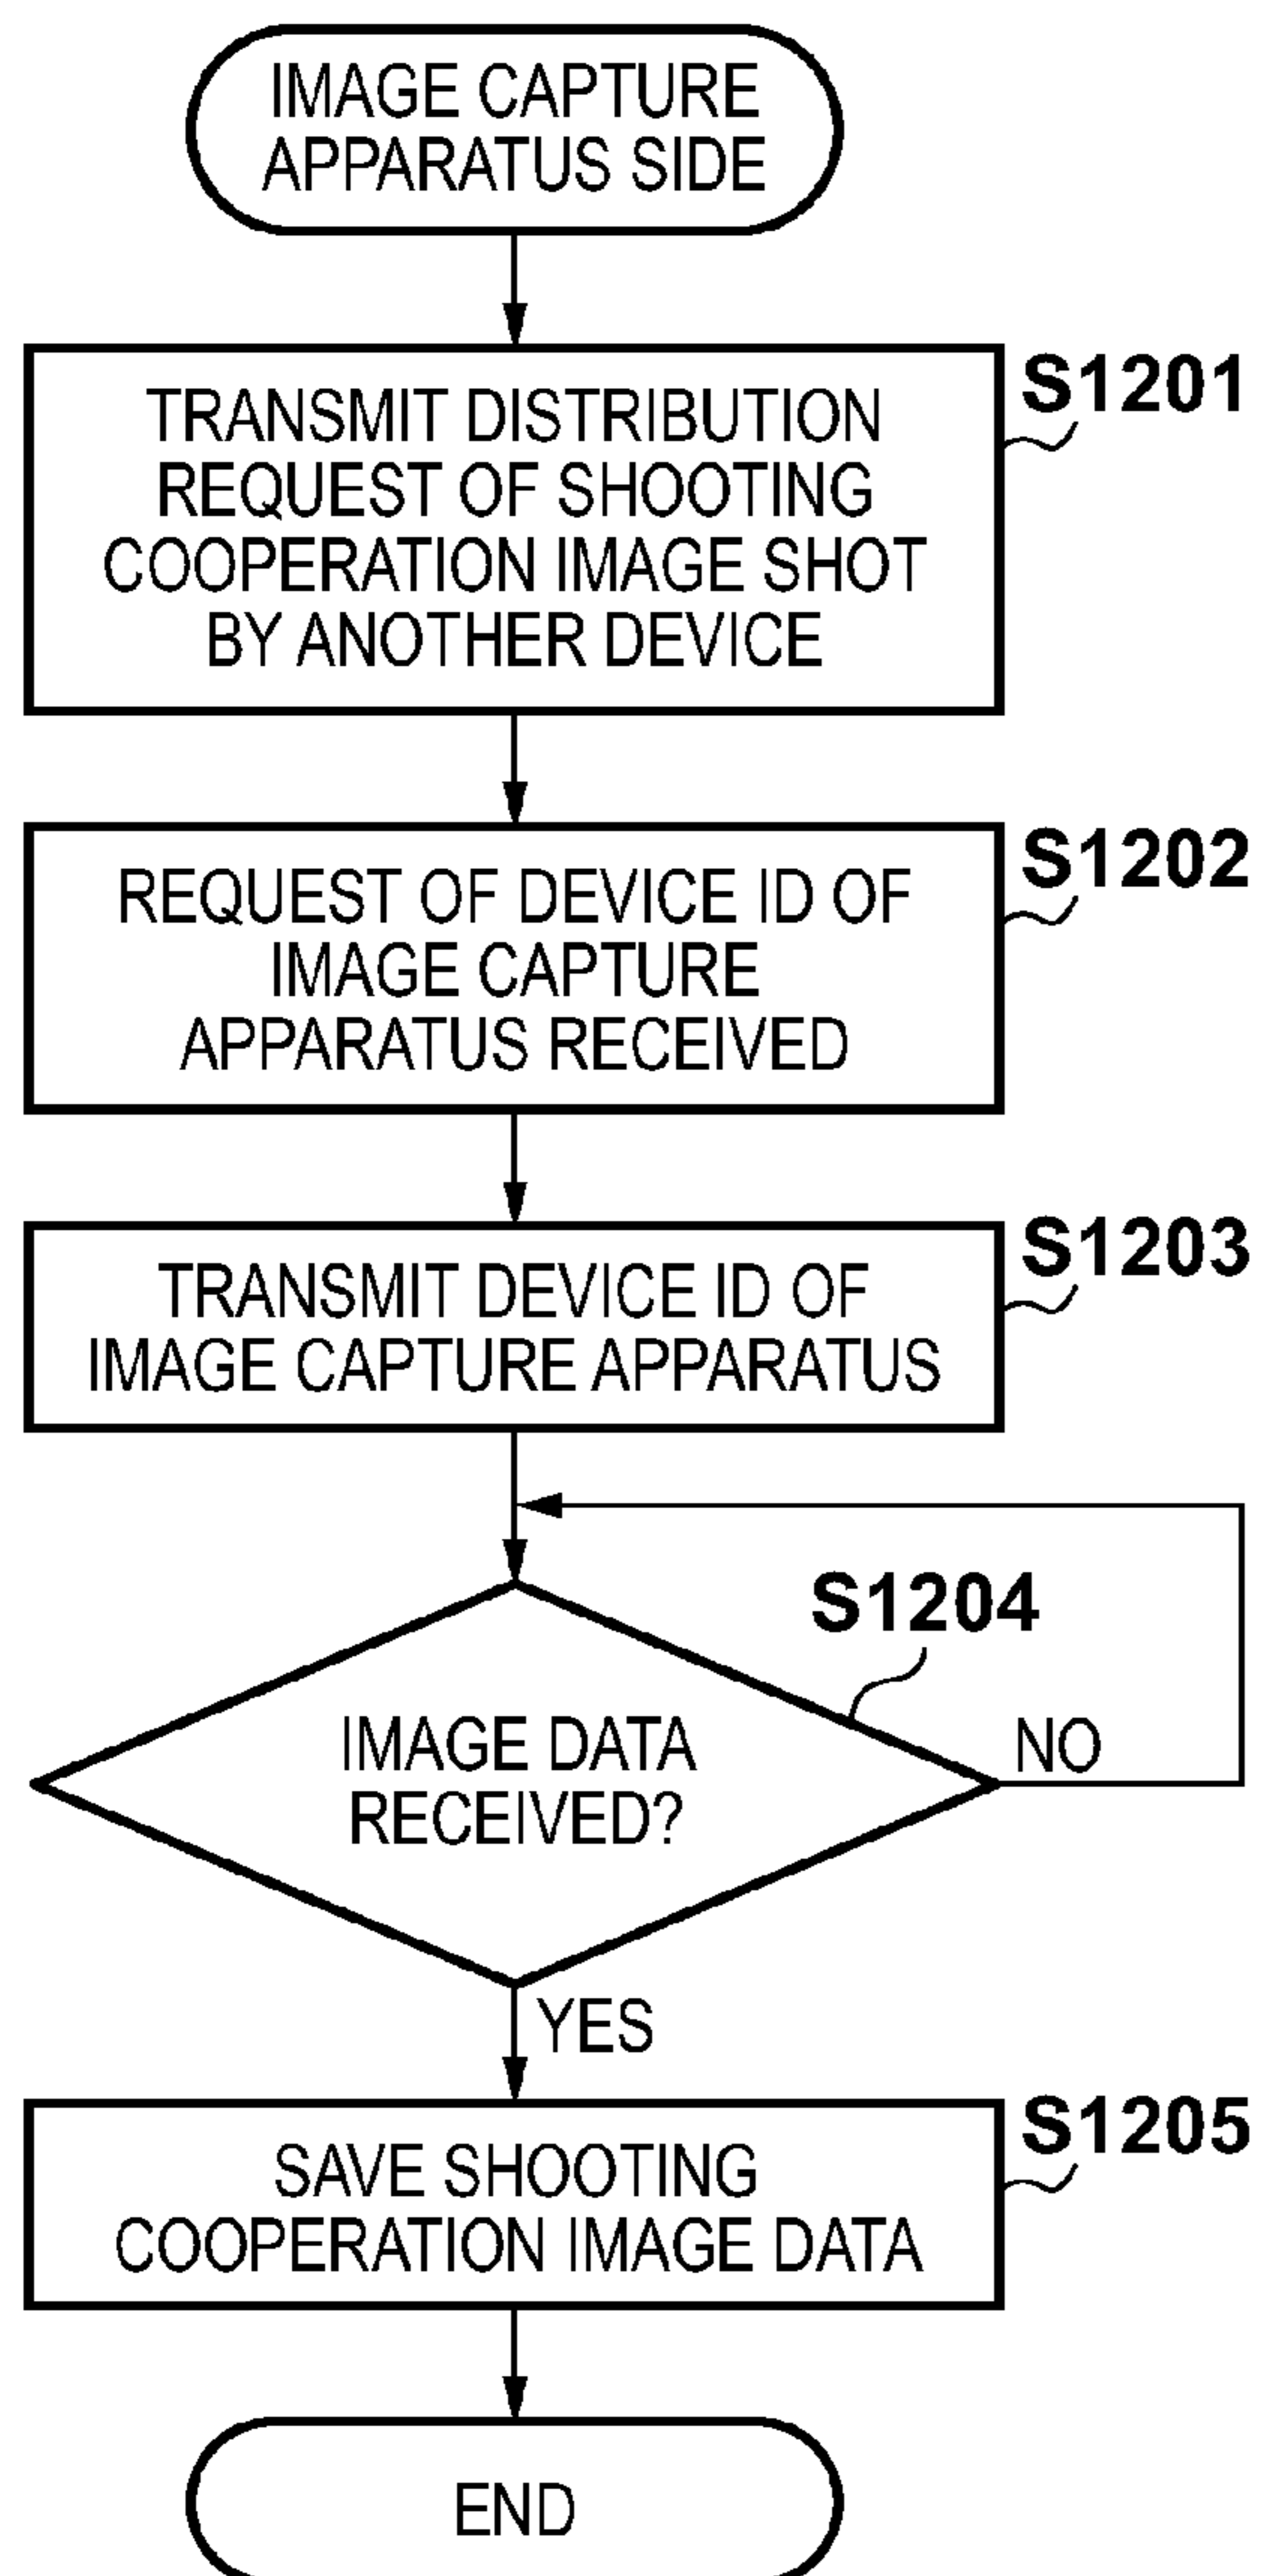 IMAGE CAPTURE
APPARATUS SIDE
S1201
TRANSMIT DISTRIBUTION
REQUEST OF SHOOTING
COOPERATION IMAGE SHOT
BY ANOTHER DEVICE
S1202
REQUEST OF DEVICE ID OF
IMAGE CAPTURE
APPARATUS RECEIVED
S1203
TRANSMIT DEVICE ID OF
IMAGE CAPTURE APPARATUS
S1204
IMAGE DATA
RECEIVED?
NO
YES
S1205
SAVE SHOOTING
COOPERATION IMAGE DATA
END